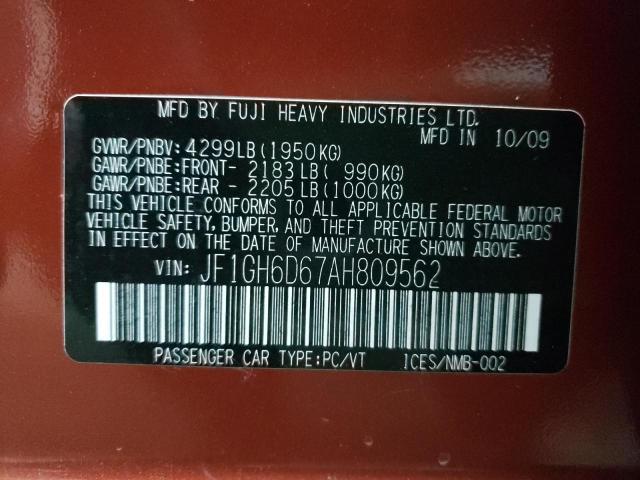 MFD BY FUJI HEAVY INDUSTRIES LTD.
MFD IN 10/09
GVWR/PNBV: 4299LB (1950KG)
GAWR/PNBE:FRONT- 2183LB( 990KG)
GAWR/PNBE:REAR - 2205LB(1000KG)
THIS VEHICLE CONFORMS TO ALL APPLICABLE FEDERAL MOTOR
VEHICLE SAFETY, BUMPER, AND THEFT PREVENTION STANDARDS
IN EFFECT ON THE DATE OF MANUFACTURE SHOWN ABOVE.
VIN: JF1GH6D67AH809562
PASSENGER CAR TYPE:PC/VT ICES/NMB-002